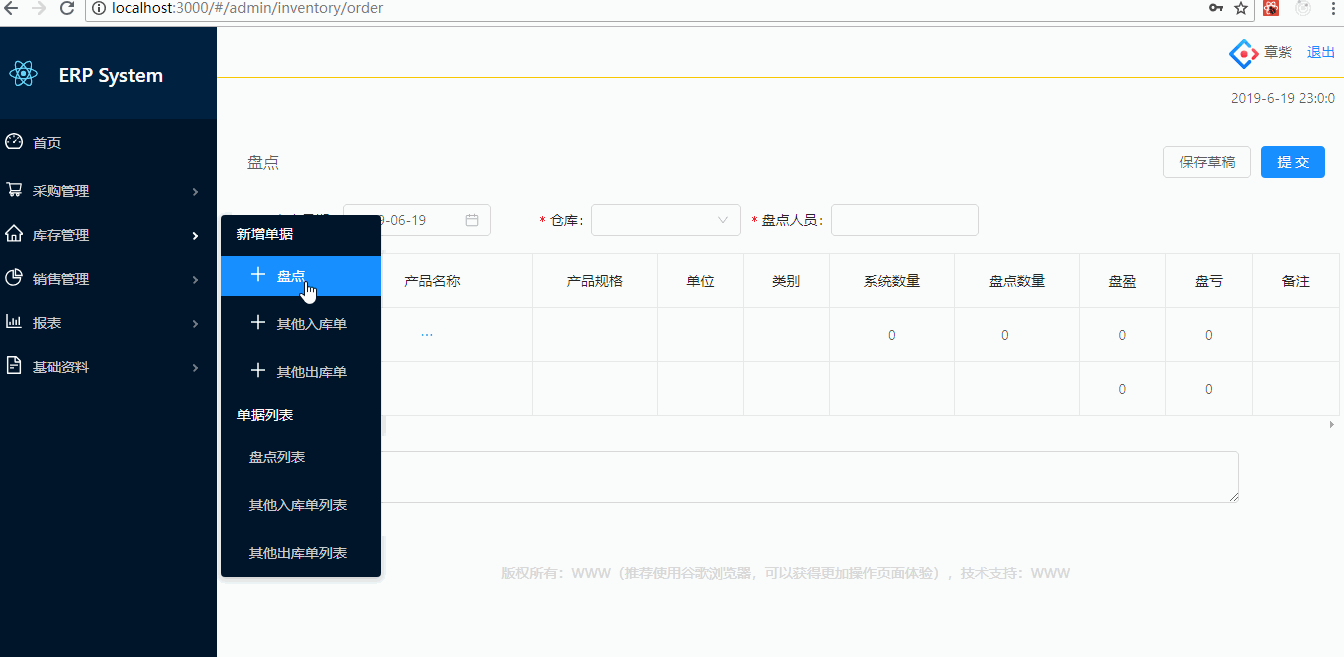 localhost:3000/#/admin/inventory/order
ERP System
章紫 退出
2019-6-19 23:0:0
首页
采购管理
库存管理
销售管理
报表
基础资料
盘点
保存草稿 提 交
9-06-19
* 仓库:
* 盘点人员:
新增单据
盘点
其他入库单
其他出库单
单据列表
盘点列表
其他入库单列表
其他出库单列表
产品名称 产品规格 单位 类别 系统数量 盘点数量 盘盈 盘亏 备注
... 0 0 0 0
0 0
版权所有：WWW（推荐使用谷歌浏览器，可以获得更加操作页面体验），技术支持：WWW